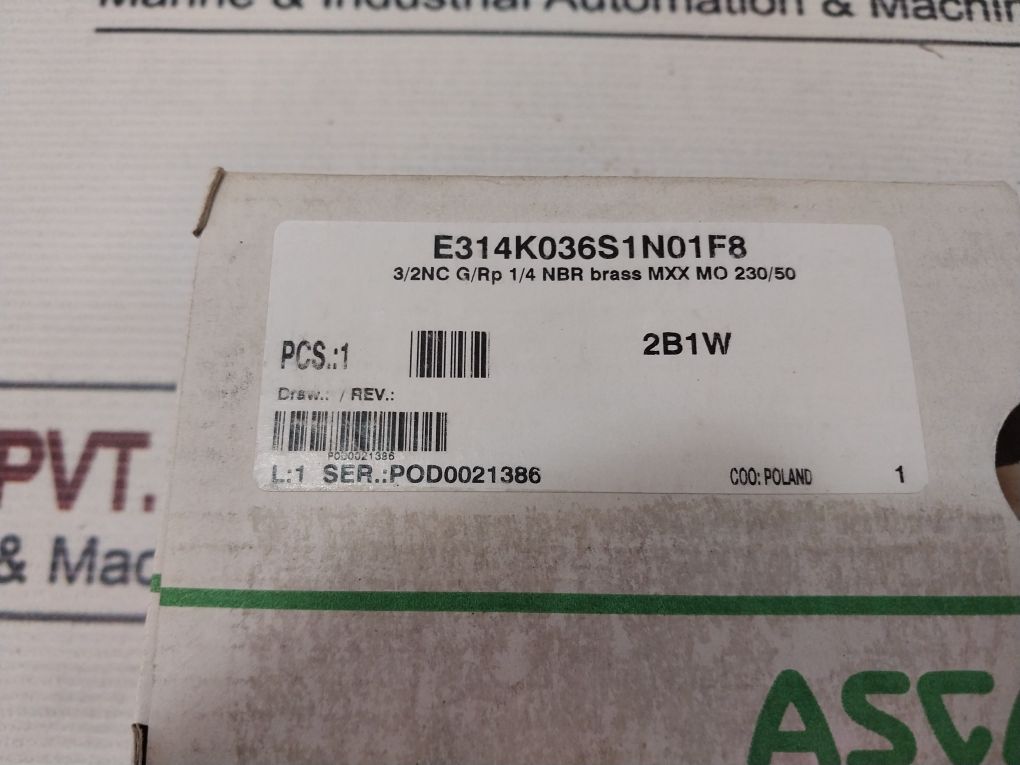 Marine & Industrial Automation & Machin
E314K036S1N01F8
3/2NC G/Rp 1/4 NBR brass MXX MO 230/50
PCS.:1
2B1W
Draw.: / REV.:
POD0021386
L:1 SER.:POD0021386
COO: POLAND
1
PVT.
& Mac
ASC